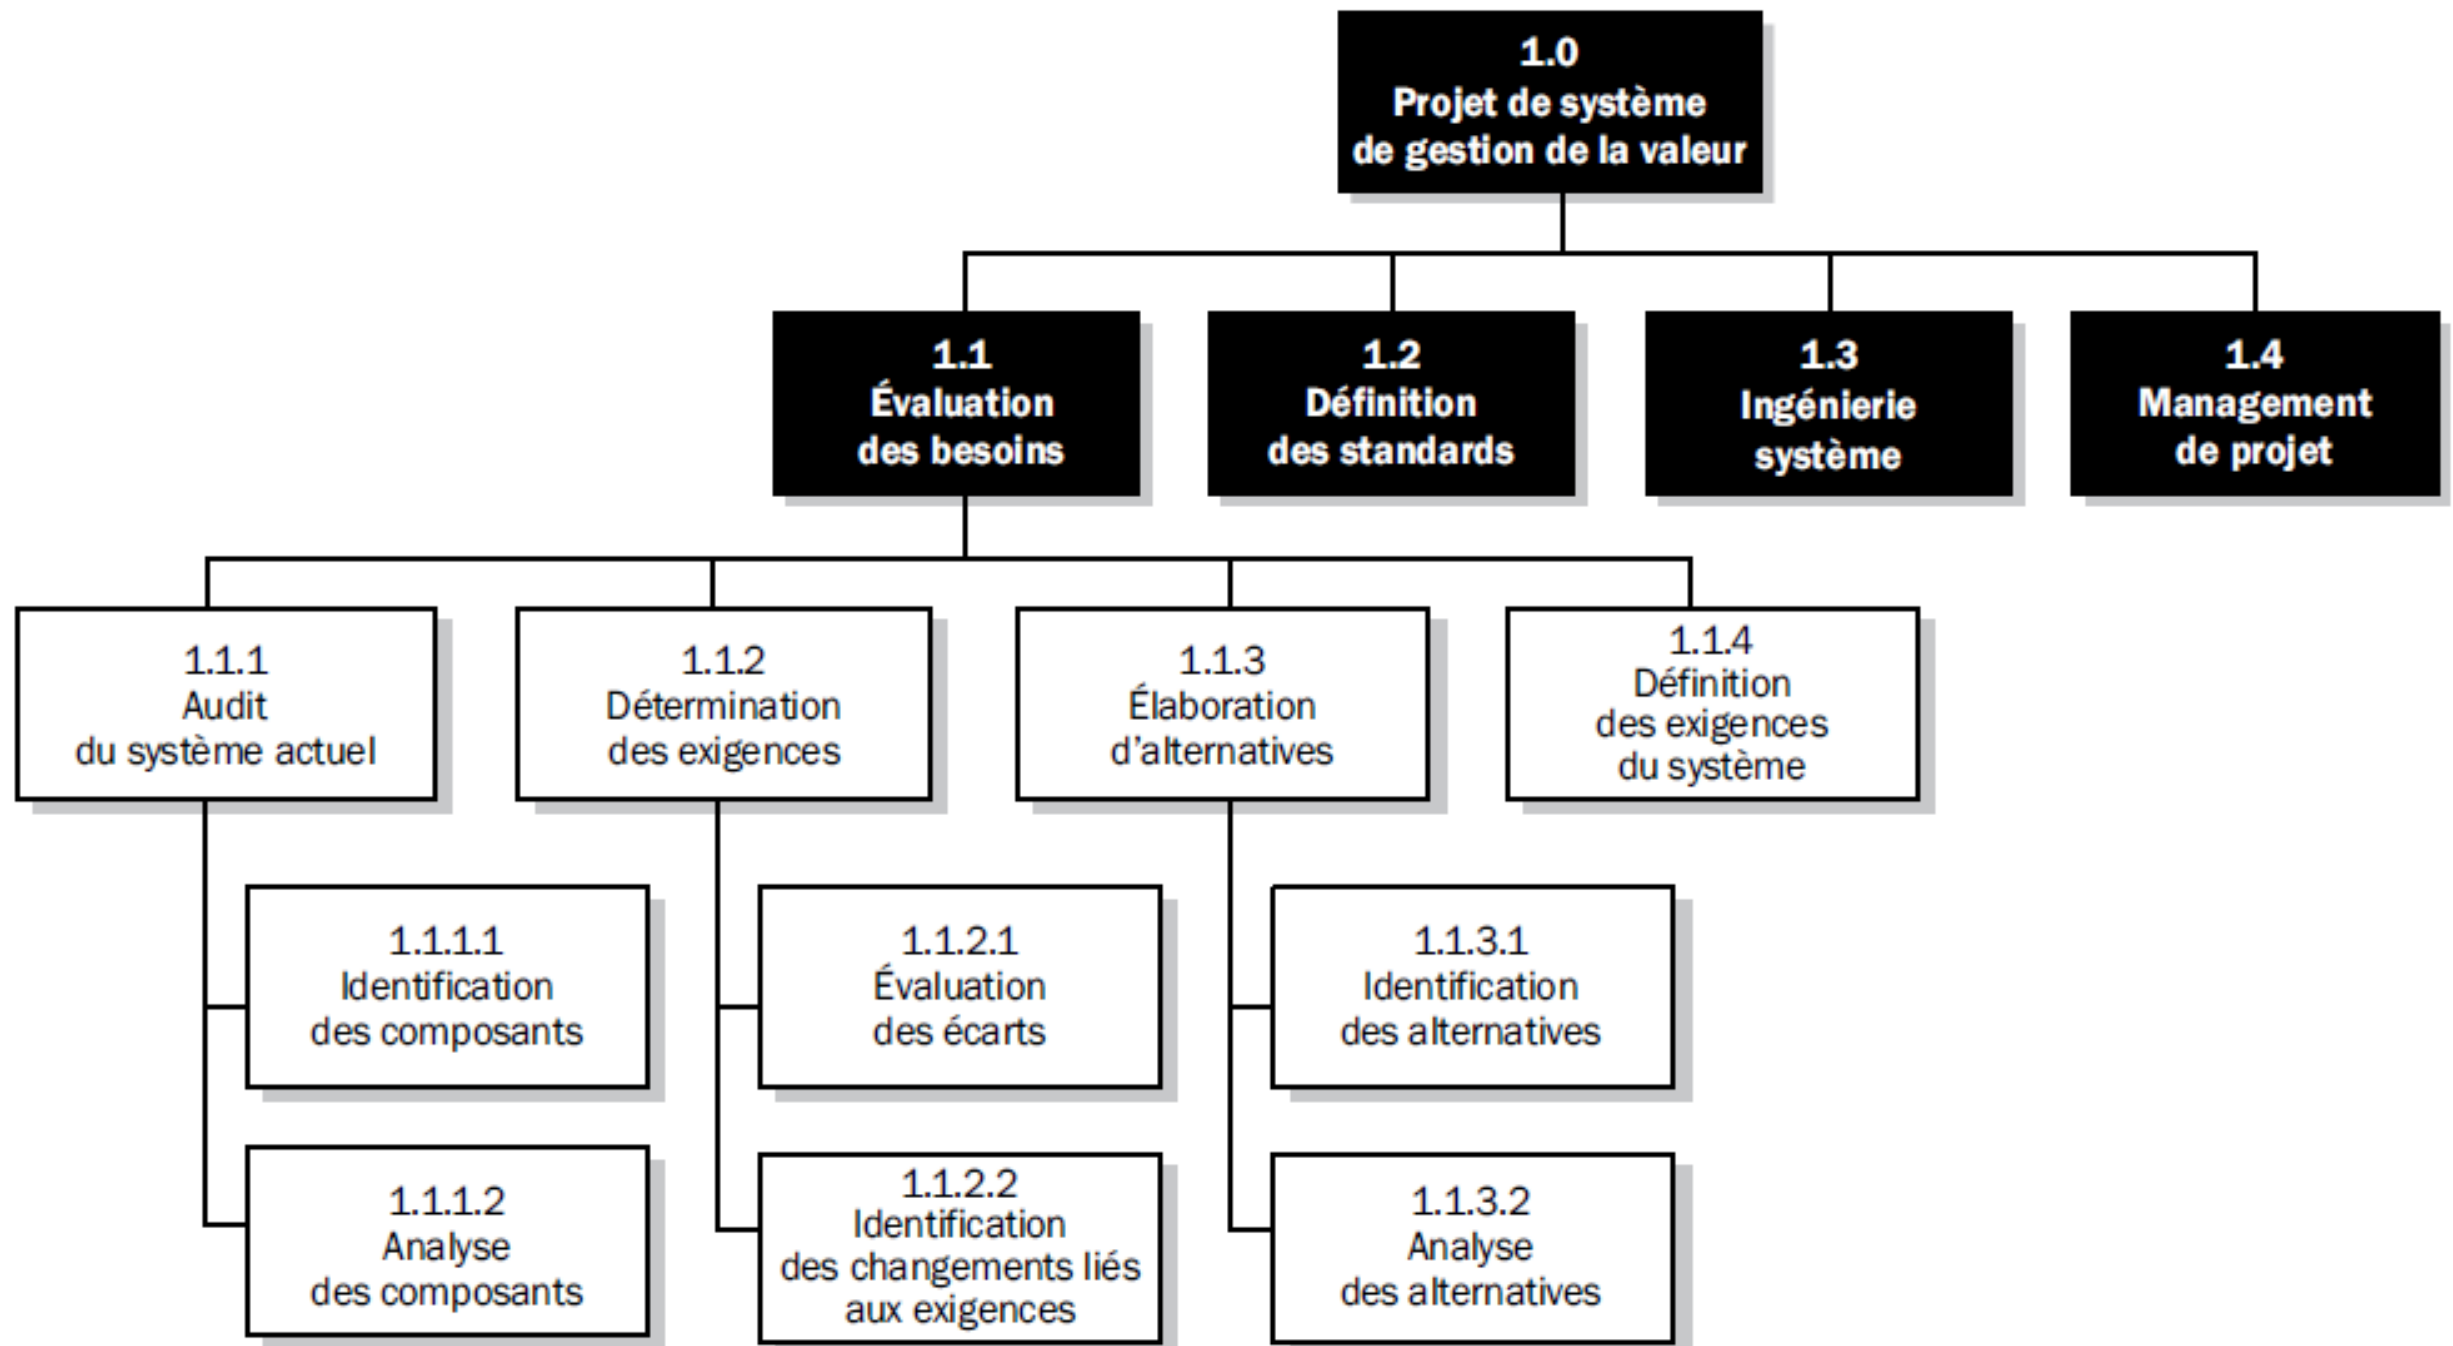 1.0
Projet de système
de gestion de la valeur
1.1
Évaluation
des besoins
1.2
Définition
des standards
1.3
Ingénierie
système
1.4
Management
de projet
1.1.1
Audit
du système actuel
1.1.2
Détermination
des exigences
1.1.3
Élaboration
d'alternatives
1.1.4
Définition
des exigences
du système
1.1.1.1
Identification
des composants
1.1.2.1
Évaluation
des écarts
1.1.3.1
Identification
des alternatives
1.1.1.2
Analyse
des composants
1.1.2.2
Identification
des changements liés
aux exigences
1.1.3.2
Analyse
des alternatives